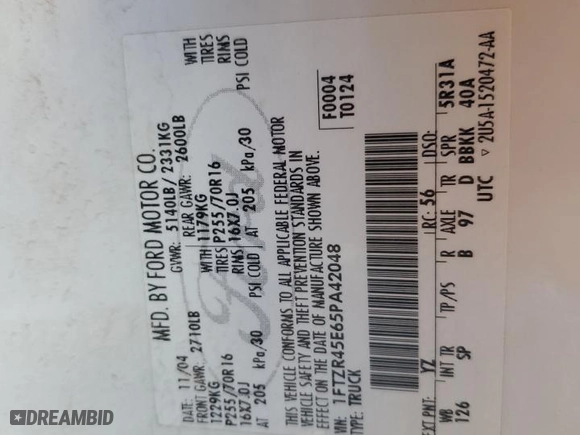 MFD. BY FORD MOTOR CO.
DATE: 11/04 GVWR: 5140LB/ 2331KG
FRONT GAWR: 2710LB REAR GAWR: 2600LB
1229KG WITH 1179KG WITH
P255/70R16 TIRES P255/70R16 TIRES
16X7.0J RIMS 16X7.0J RIMS
AT 205 kPa/30 PSI COLD AT 205 kPa/30 PSI COLD
THIS VEHICLE CONFORMS TO ALL APPLICABLE FEDERAL MOTOR
VEHICLE SAFETY AND THEFT PREVENTION STANDARDS IN
EFFECT ON THE DATE OF MANUFACTURE SHOWN ABOVE.
VIN: 1FTZR45E65PA42048 F0004
TYPE: TRUCK T0124
EXT PNT: YZ RC: 56 DSO:
WB INT TR TP/PS R AXLE TR SPR 5R31A
126 SP B 97 D BBKK 40A
UTC ▽ 2U5A-1520472-AA
Ford
DREAMBID